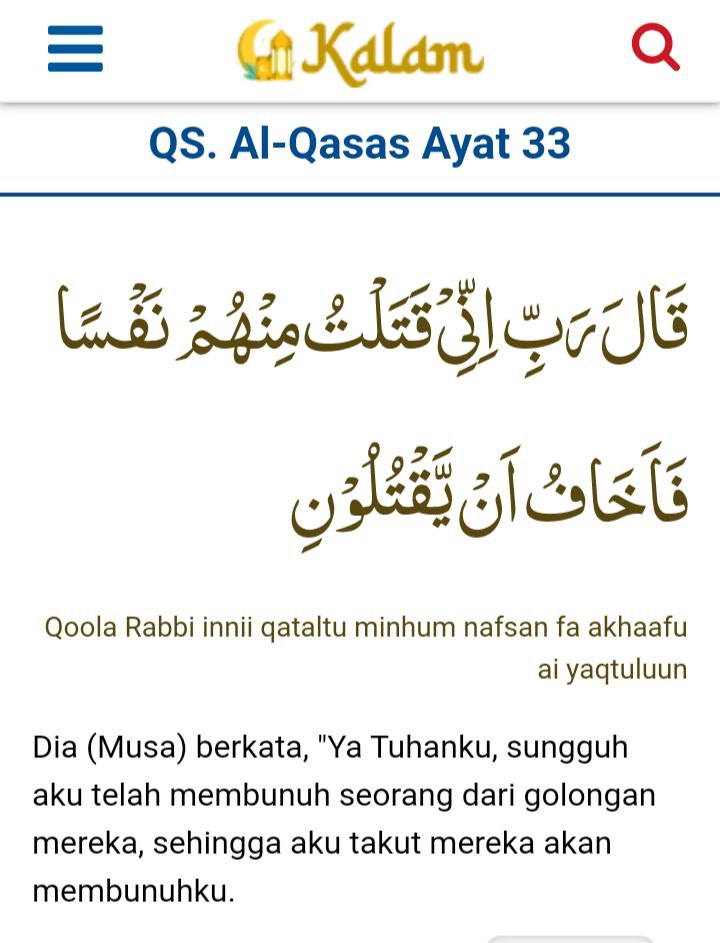 Kalam
QS. Al-Qasas Ayat 33
قَالَ رَبِّ اِنِّيْ قَتَلْتُ مِنْهُمْ نَفْسًا
فَاَخَافُ اَنْ يَّقْتُلُوْنِ
Qoola Rabbi innii qataltu minhum nafsan fa akhaafu
ai yaqtuluun
Dia (Musa) berkata, "Ya Tuhanku, sungguh
aku telah membunuh seorang dari golongan
mereka, sehingga aku takut mereka akan
membunuhku.